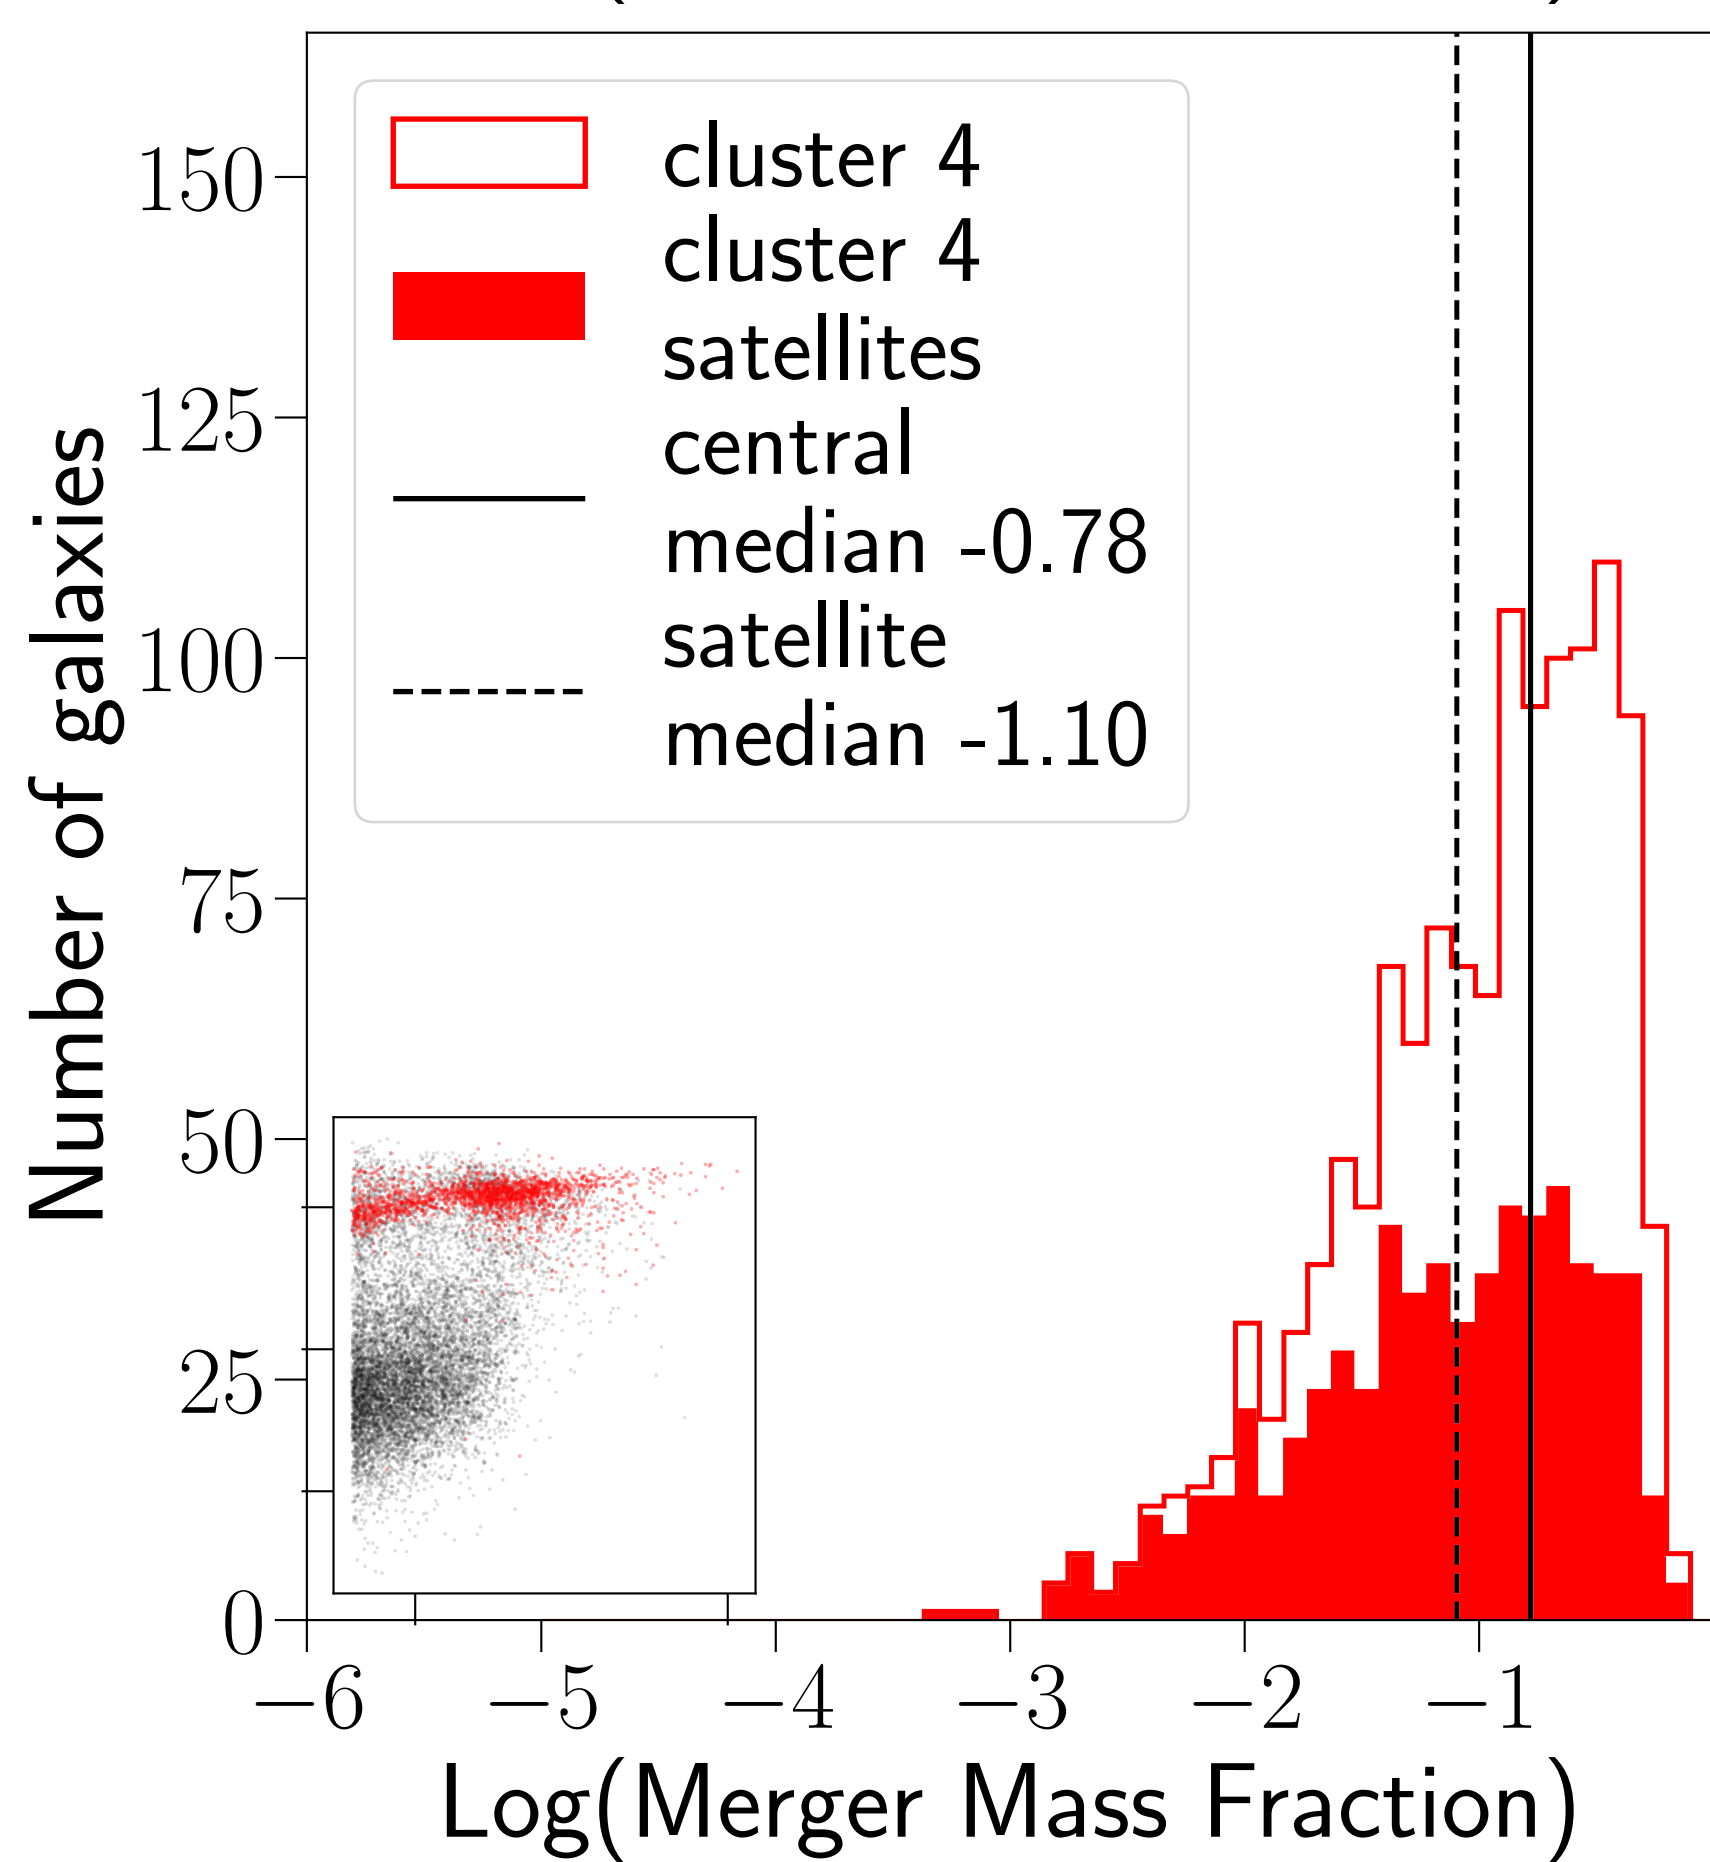 cluster 4
cluster 4
satellites
central
median -0.78
satellite
median -1.10
150
125
100
75
50
25
0
Number of galaxies
−6 −5 −4 −3 −2 −1
Log(Merger Mass Fraction)